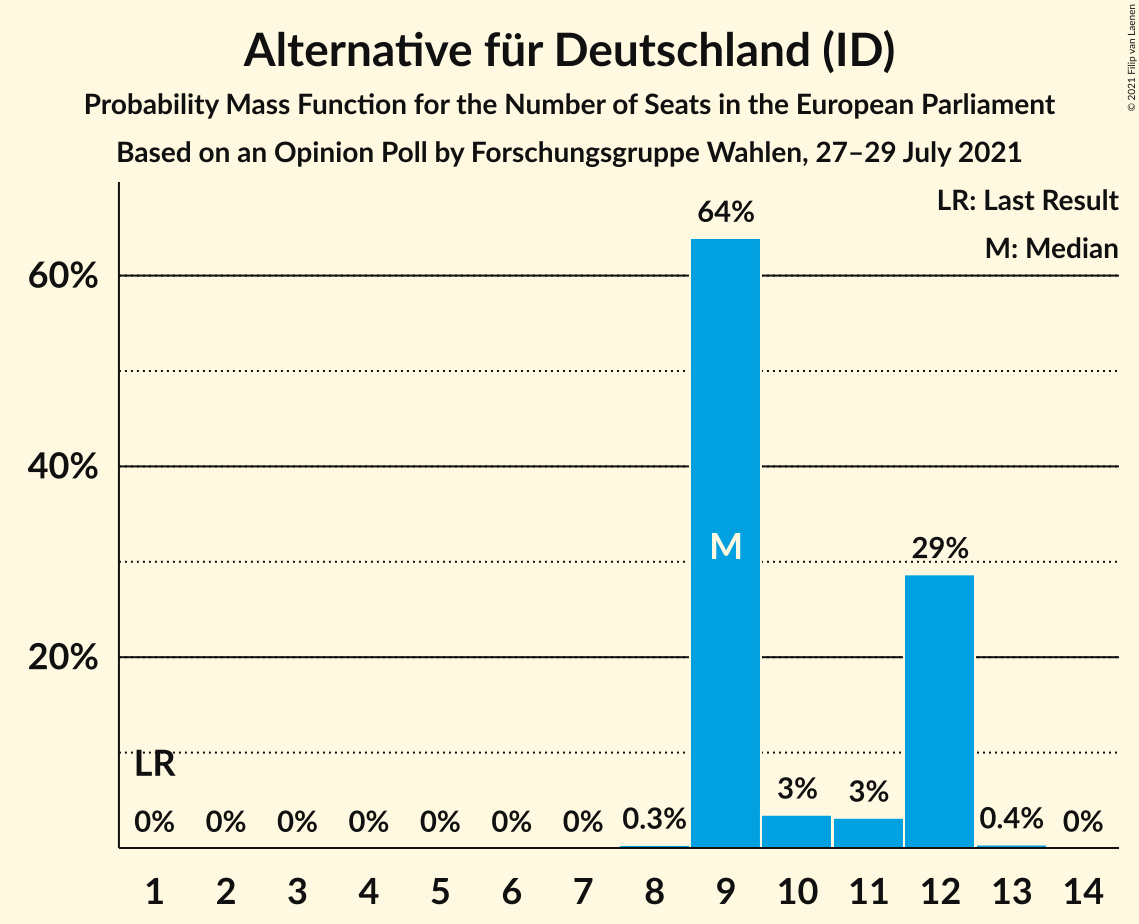 Alternative für Deutschland (ID)
Probability Mass Function for the Number of Seats in the European Parliament
Based on an Opinion Poll by Forschungsgruppe Wahlen, 27–29 July 2021
© 2021 Filip van Laenen
LR: Last Result
M: Median
64%
60%
29%
M
40%
20%
LR
0% 0% 0% 0% 0% 0% 0% 0.3% 3% 3% 0.4% 0%
1 2 3 4 5 6 7 8 9 10 11 12 13 14